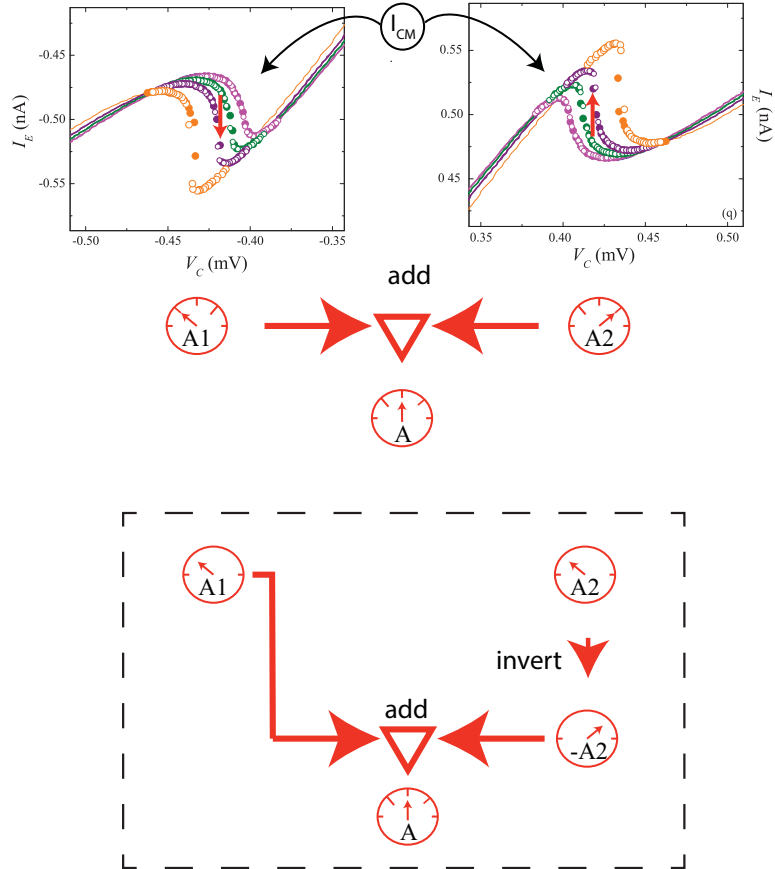 I_CM
-0.45
-0.50
-0.55
I_E (nA)
-0.50
-0.45
-0.40
-0.35
V_C (mV)
0.55
0.50
0.45
I_E (nA)
(q)
0.35
0.40
0.45
0.50
V_C (mV)
add
A1
A2
A
A1
A2
invert
add
-A2
A